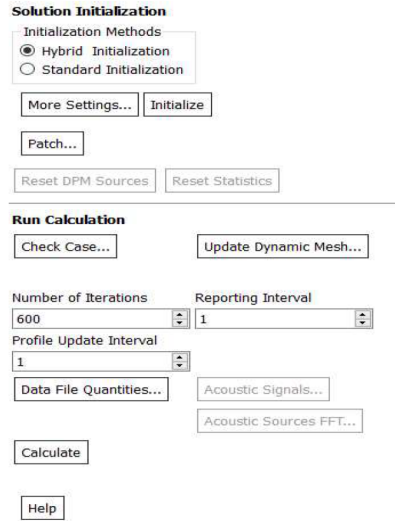 Solution Initialization
Initialization Methods
Hybrid Initialization
Standard Initialization
More Settings... Initialize
Patch...
Reset DPM Sources Reset Statistics
Run Calculation
Check Case... Update Dynamic Mesh...
Number of Iterations Reporting Interval
600 1
Profile Update Interval
1
Data File Quantities... Acoustic Signals...
Acoustic Sources FFT...
Calculate
Help